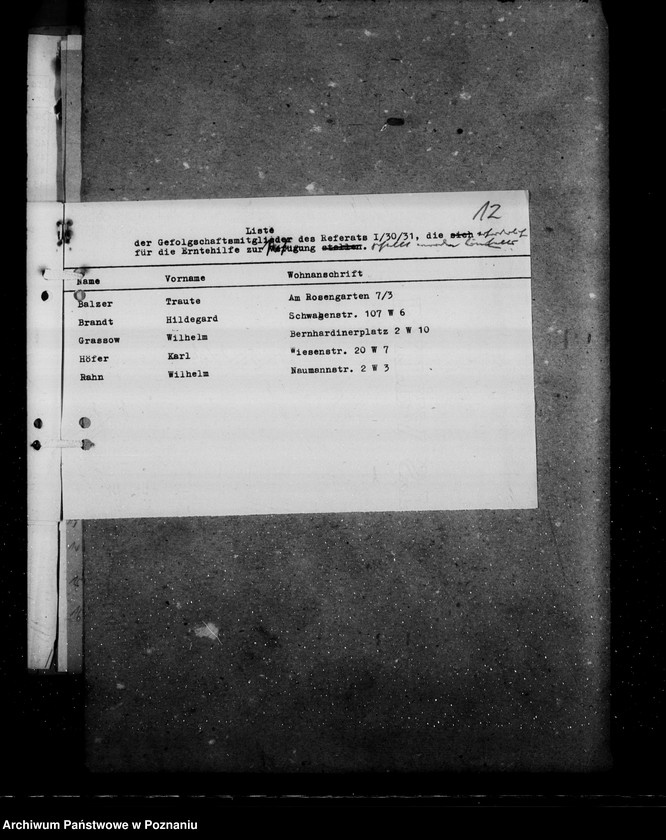 12
Liste
der Gefolgschaftsmitglieder des Referats I/30/31, die sich
für die Erntehilfe zur Verfügung stellen.
Name Vorname Wohnanschrift
Balzer Traute Am Rosengarten 7/3
Brandt Hildegard Schwabenstr. 107 W 6
Grassow Wilhelm Bernhardinerplatz 2 W 10
Höfer Karl Wiesenstr. 20 W 7
Rahn Wilhelm Naumannstr. 2 W 3
Archiwum Państwowe w Poznaniu